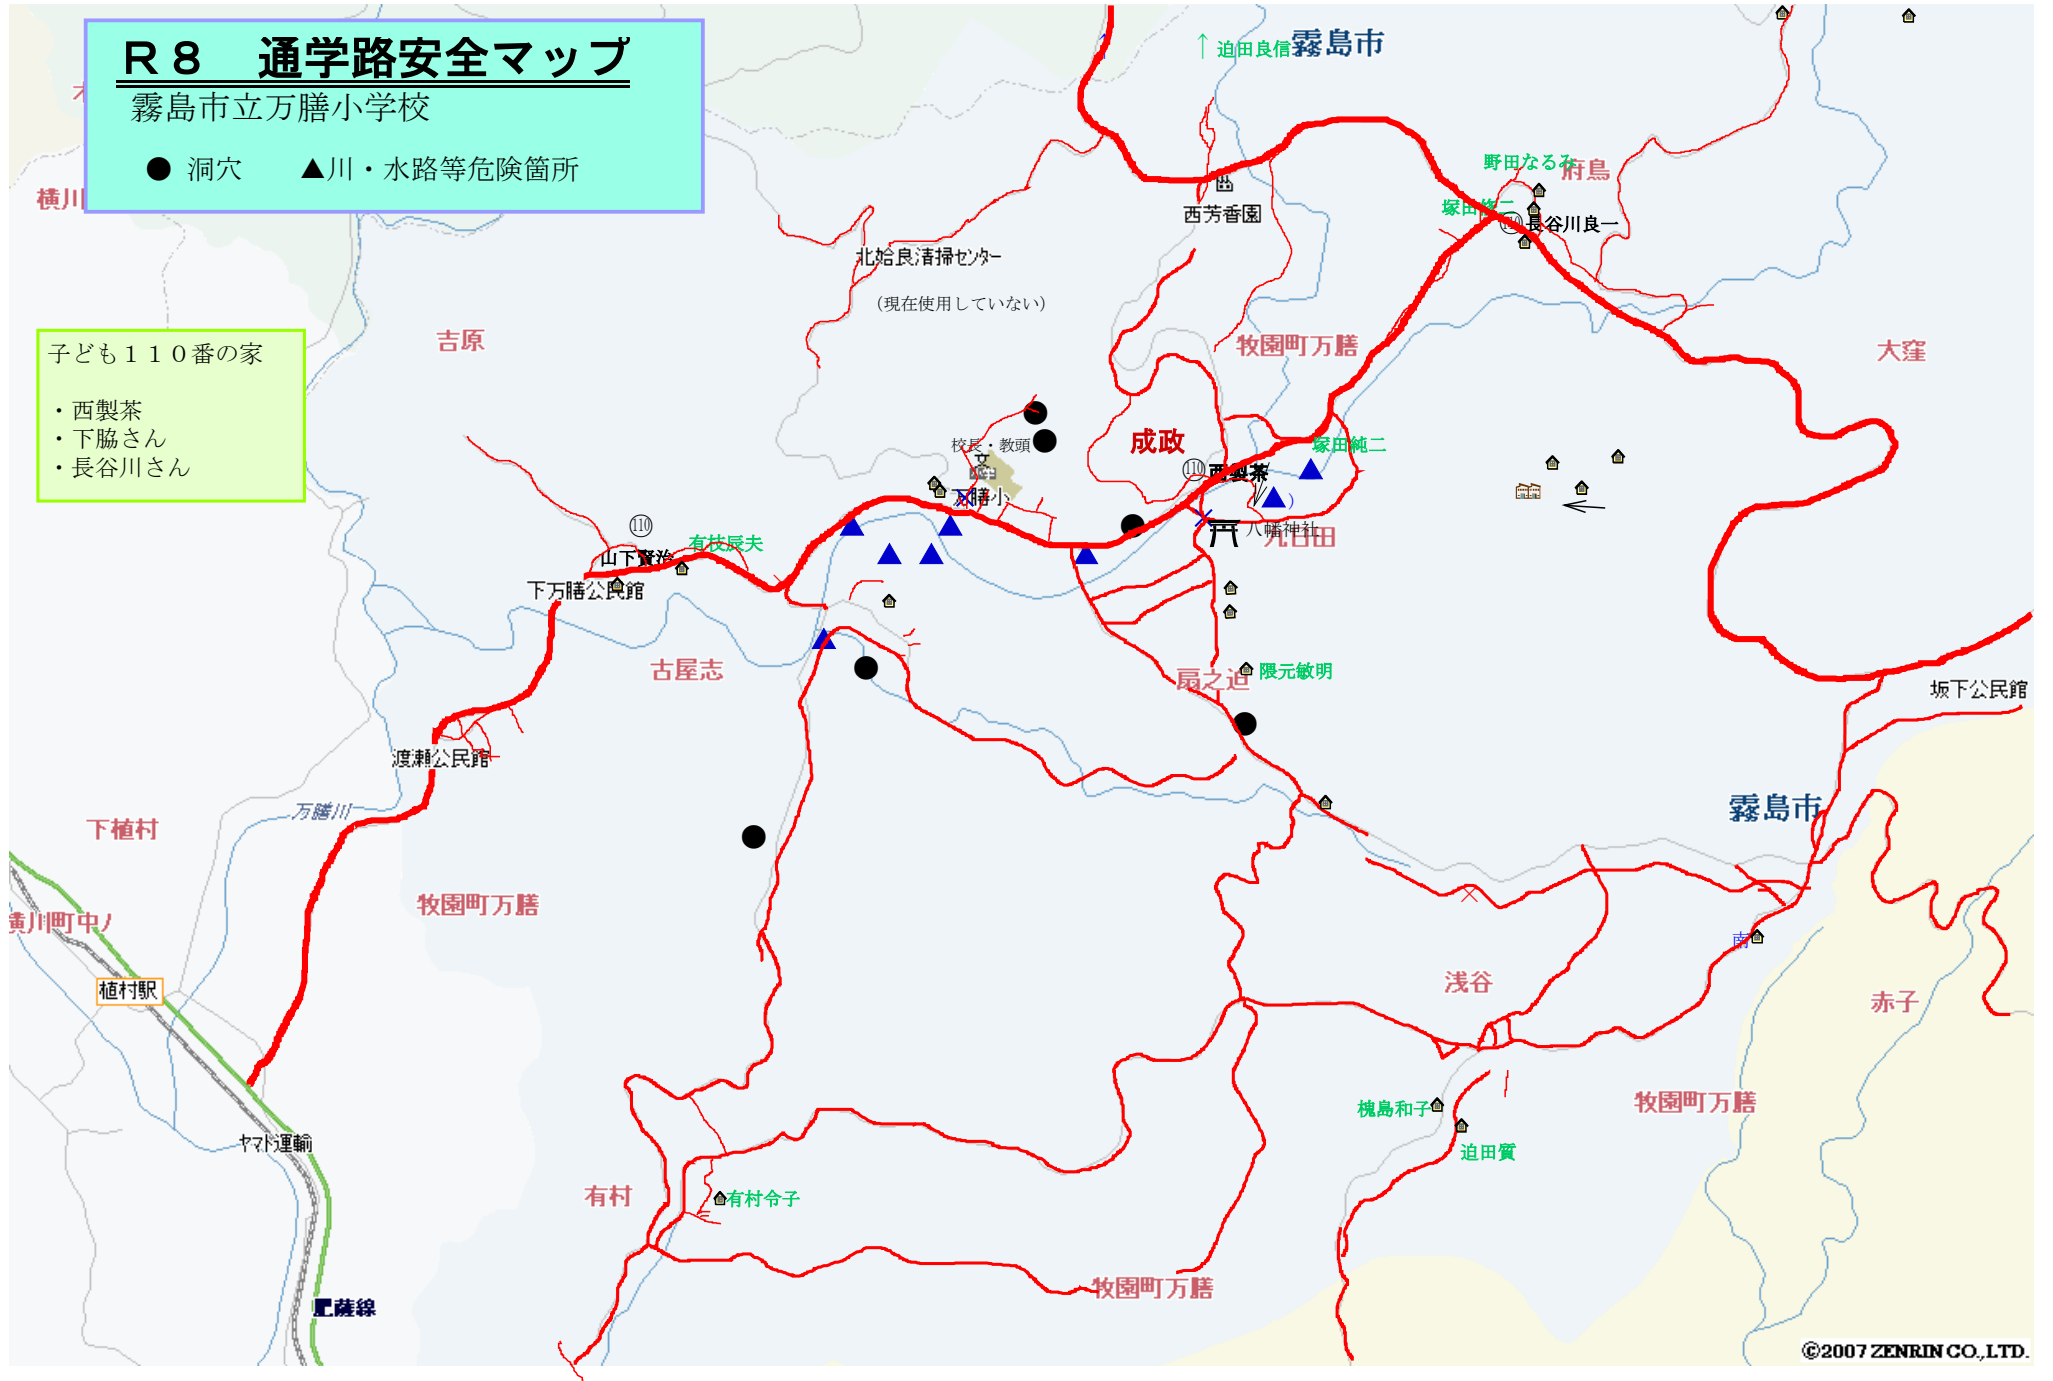 Ｒ８　通学路安全マップ
霧島市立万膳小学校
● 洞穴　　▲川・水路等危険箇所
↑ 迫田良信
霧島市
横川
野田なるみ
府鳥
塚田修二
110 長谷川良一
西芳香園
北姶良清掃センター
（現在使用していない）
吉原
牧園町万膳
大窪
子ども１１０番の家
・西製茶
・下脇さん
・長谷川さん
成政
校長・教頭
文
塚田純二
110 西製茶
万膳小
八幡神社
110
有枝辰夫
山下賢治
下万膳公民館
古屋志
扇之迫
隈元敏明
坂下公民館
渡瀬公民館
万膳川
下植村
霧島市
牧園町万膳
横川町中ノ
南
植村駅
浅谷
赤子
牧園町万膳
槐島和子
ヤマト運輸
迫田質
有村
有村令子
牧園町万膳
肥薩線
©2007 ZENRIN CO.,LTD.